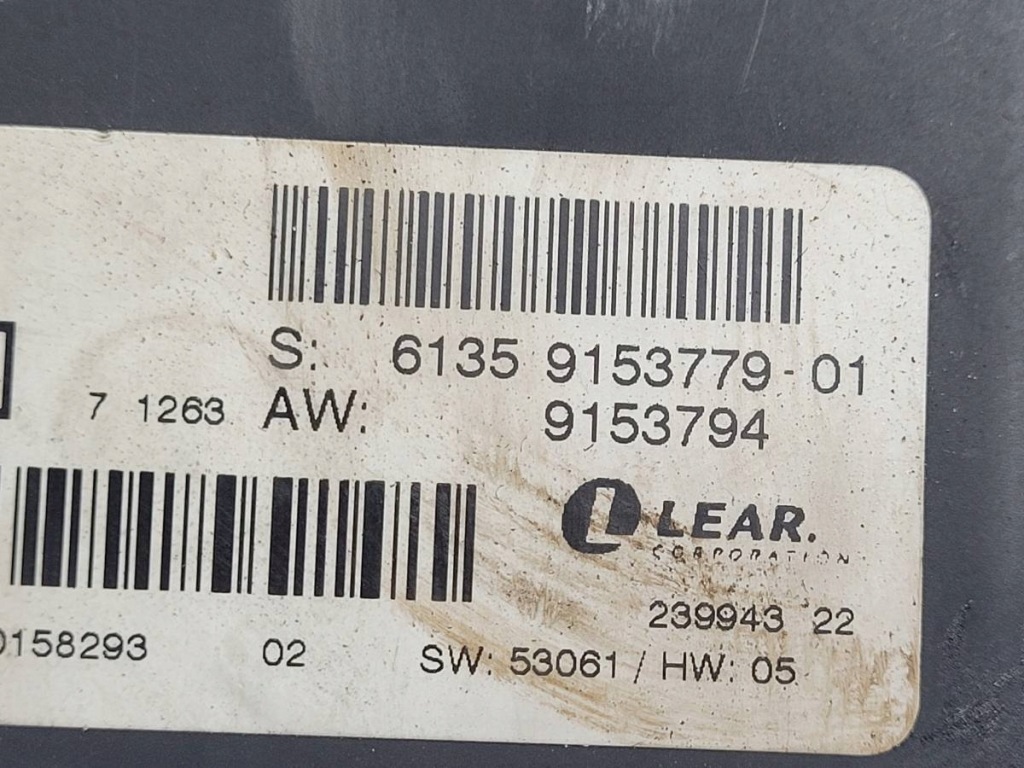 S: 6135 9153779-01
7 1263 AW: 9153794
LEAR.
CORPORATION
239943 22
0158293 02 SW: 53061 / HW: 05